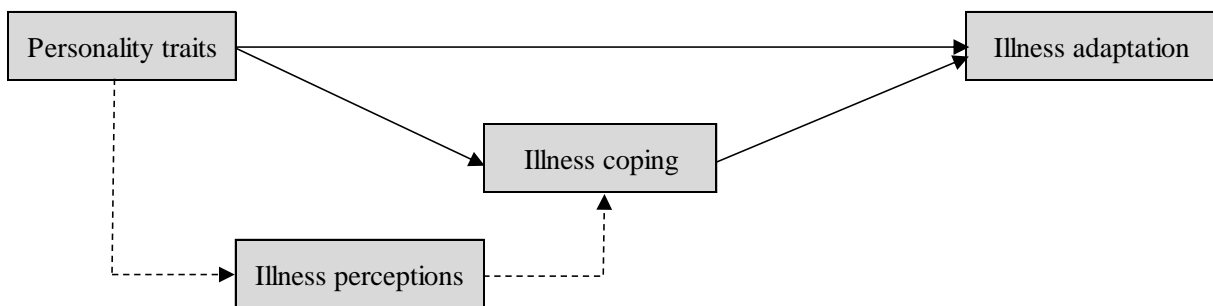 Personality traits
Illness adaptation
Illness coping
Illness perceptions